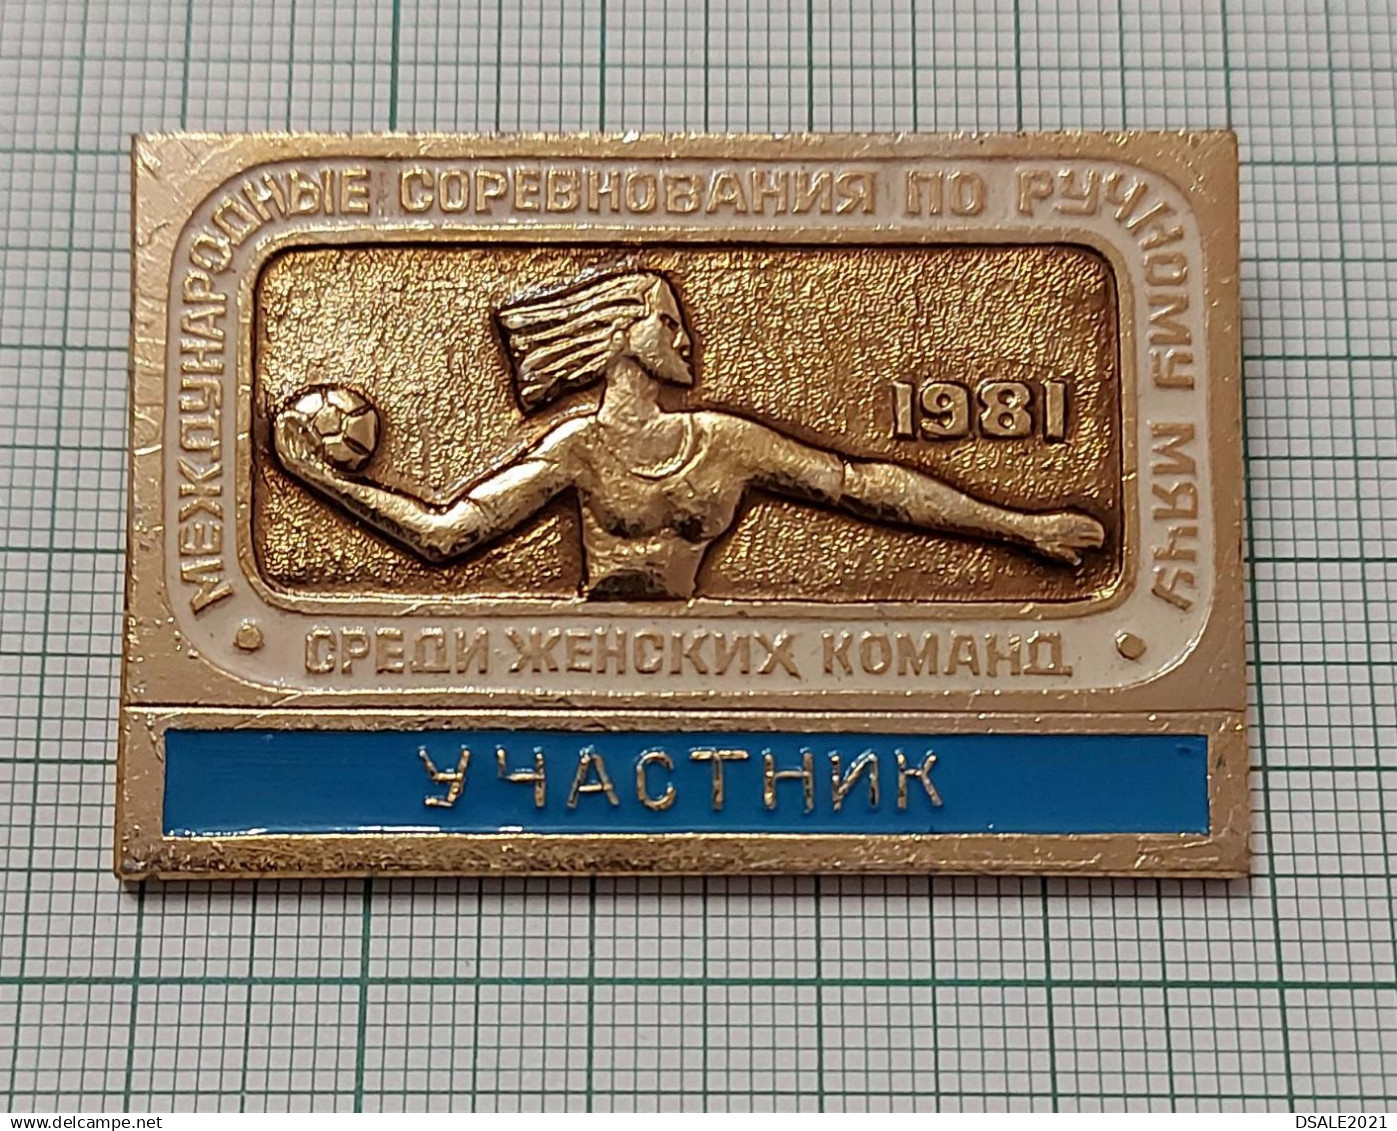 МЕЖДУНАРОДНЫЕ СОРЕВНОВАНИЯ ПО РУЧНОМУ МЯЧУ
1981
• СРЕДИ ЖЕНСКИХ КОМАНД •
УЧАСТНИК
www.delcampe.net
DSALE2021